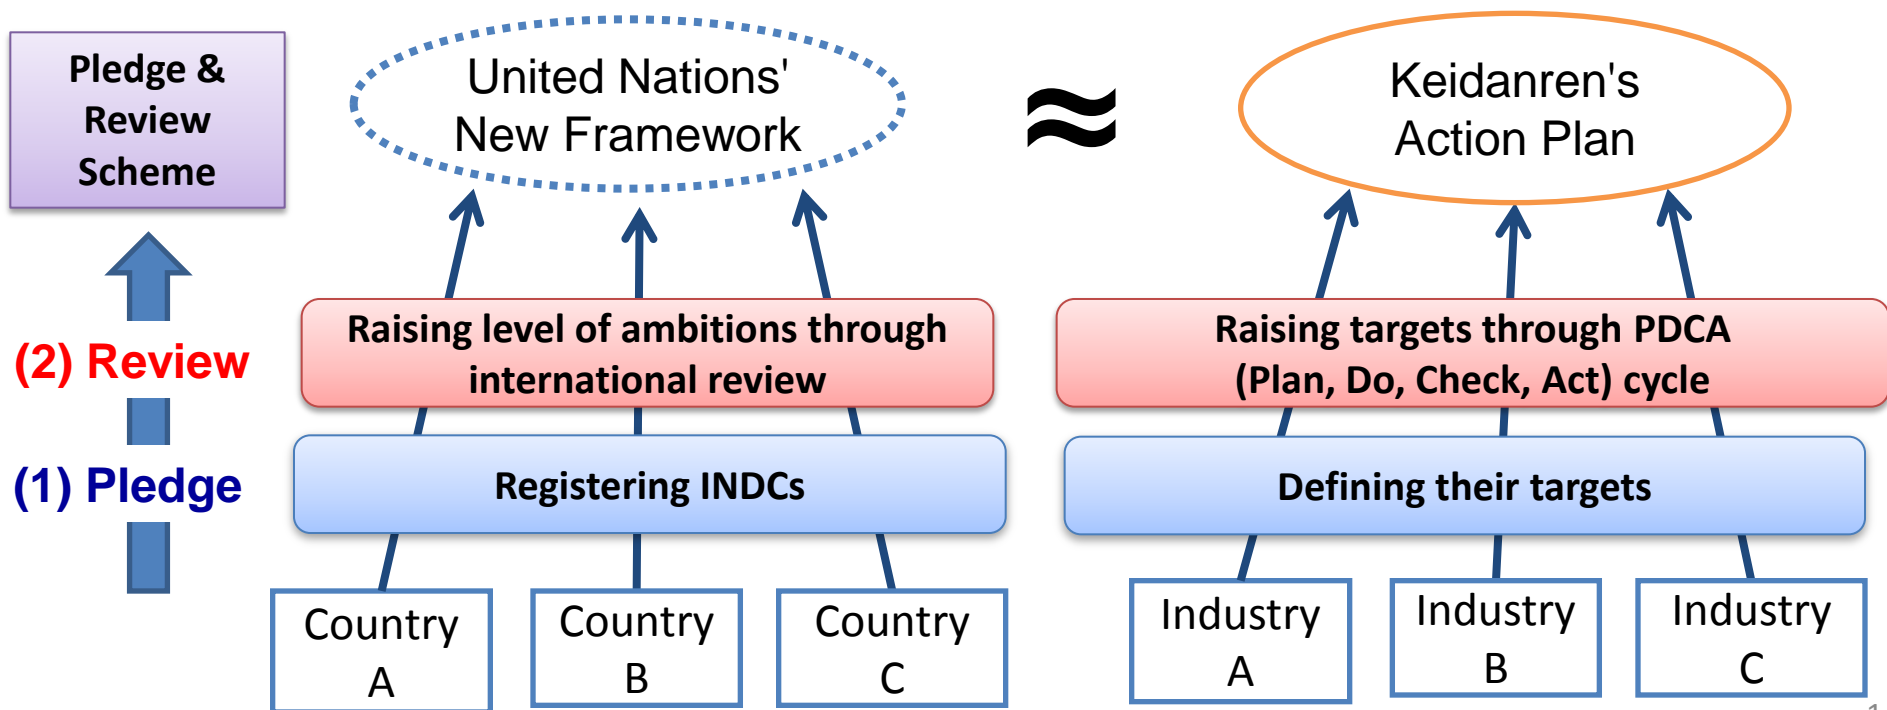 Pledge &
Review
Scheme
United Nations'
New Framework
≈
Keidanren's
Action Plan
(2) Review
Raising level of ambitions through
international review
Raising targets through PDCA
(Plan, Do, Check, Act) cycle
(1) Pledge
Registering INDCs
Defining their targets
Country
A
Country
B
Country
C
Industry
A
Industry
B
Industry
C